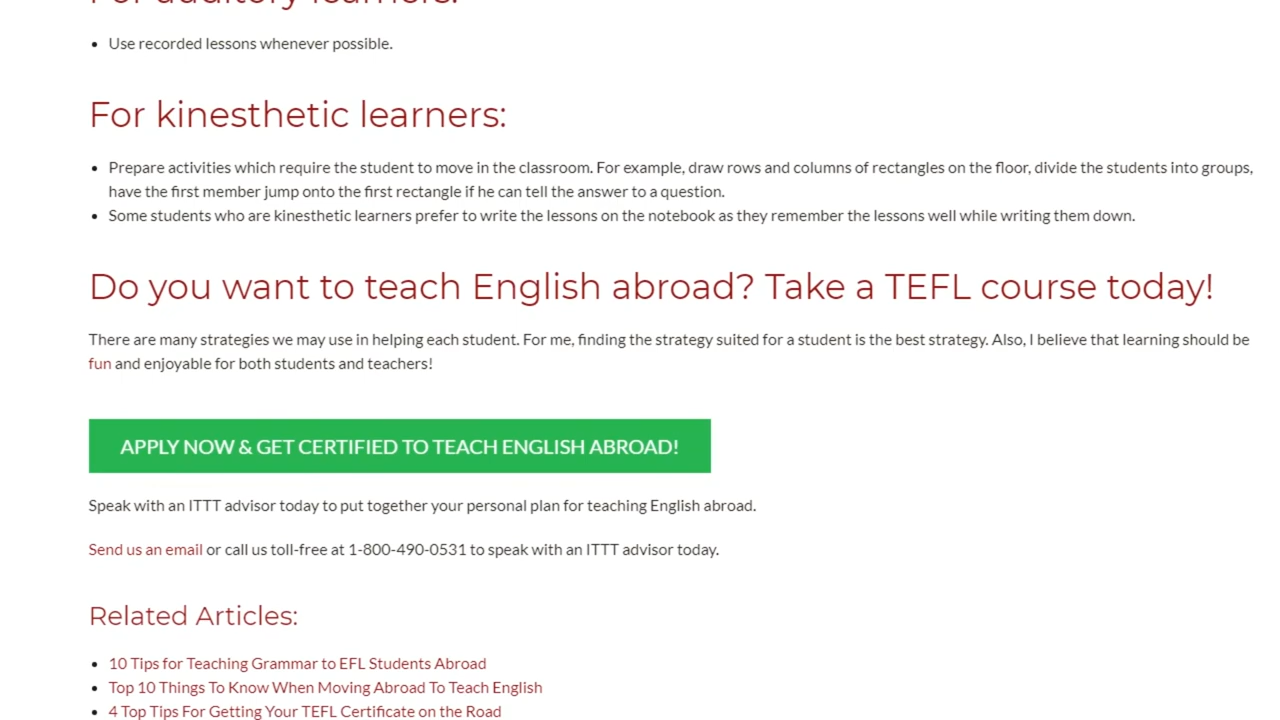 For auditory learners:
Use recorded lessons whenever possible.
For kinesthetic learners:
Prepare activities which require the student to move in the classroom. For example, draw rows and columns of rectangles on the floor, divide the students into groups,
have the first member jump onto the first rectangle if he can tell the answer to a question.
Some students who are kinesthetic learners prefer to write the lessons on the notebook as they remember the lessons well while writing them down.
Do you want to teach English abroad? Take a TEFL course today!
There are many strategies we may use in helping each student. For me, finding the strategy suited for a student is the best strategy. Also, I believe that learning should be
fun and enjoyable for both students and teachers!
APPLY NOW & GET CERTIFIED TO TEACH ENGLISH ABROAD!
Speak with an ITTT advisor today to put together your personal plan for teaching English abroad.
Send us an email or call us toll-free at 1-800-490-0531 to speak with an ITTT advisor today.
Related Articles:
10 Tips for Teaching Grammar to EFL Students Abroad
Top 10 Things To Know When Moving Abroad To Teach English
4 Top Tips For Getting Your TEFL Certificate on the Road